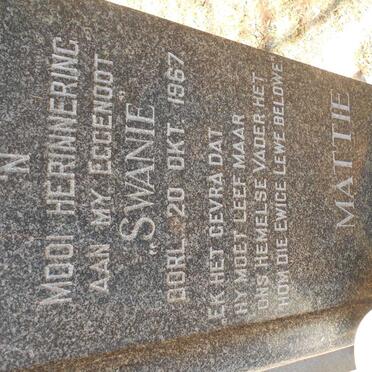 N
MOOI HERINNERING
AAN MY EGGENOOT
„SWANIE"
OORL. 20 OKT. 1967
EK HET GEVRA DAT
HY MOET LEEF MAAR
ONS HEMELSE VADER HET
HOM DIE EWIGE LEWE BELOWE
MATTIE